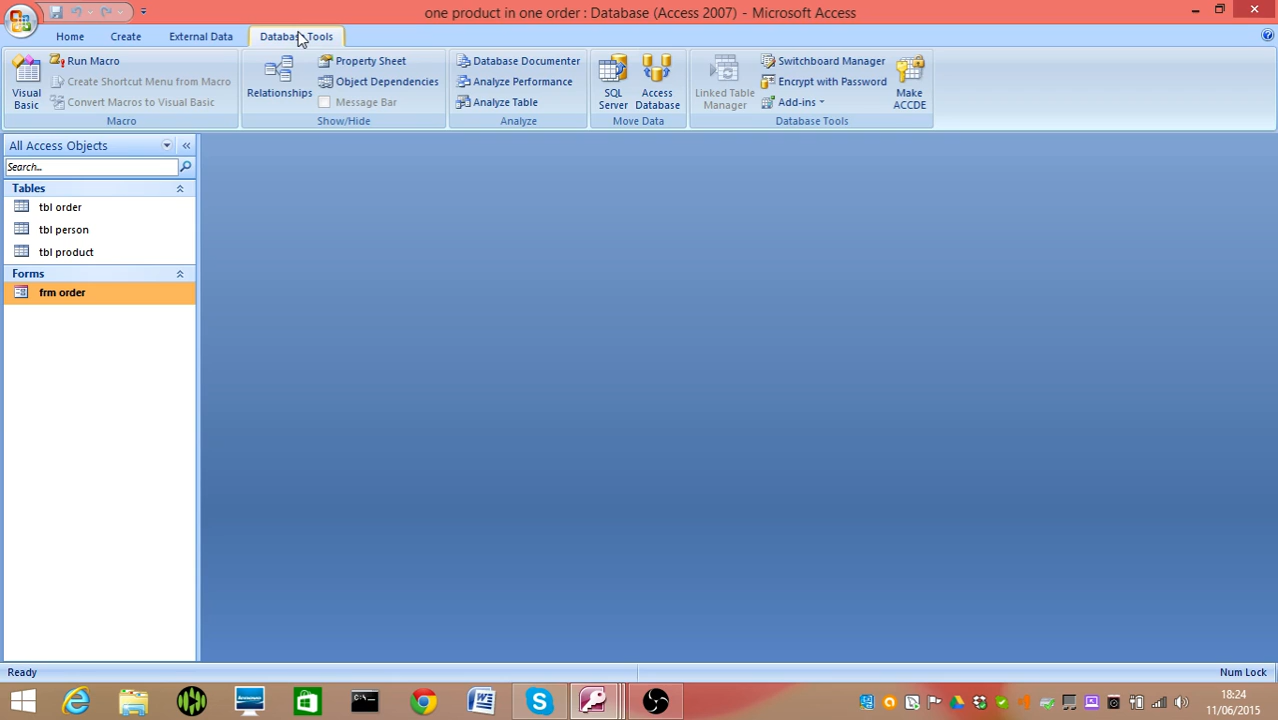 one product in one order : Database (Access 2007) - Microsoft Access
Home Create External Data Database Tools
Visual Basic
Run Macro
Create Shortcut Menu from Macro
Convert Macros to Visual Basic
Macro
Relationships
Property Sheet
Object Dependencies
Message Bar
Show/Hide
Database Documenter
Analyze Performance
Analyze Table
Analyze
SQL Server
Access Database
Move Data
Linked Table Manager
Switchboard Manager
Encrypt with Password
Add-ins
Make ACCDE
Database Tools
All Access Objects
Search...
Tables
tbl order
tbl person
tbl product
Forms
frm order
Ready
Num Lock
18:24
11/06/2015